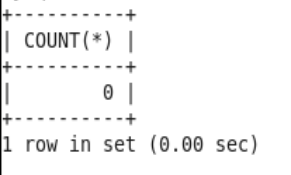 +----------+
| COUNT(*) |
+----------+
|        0 |
+----------+
1 row in set (0.00 sec)